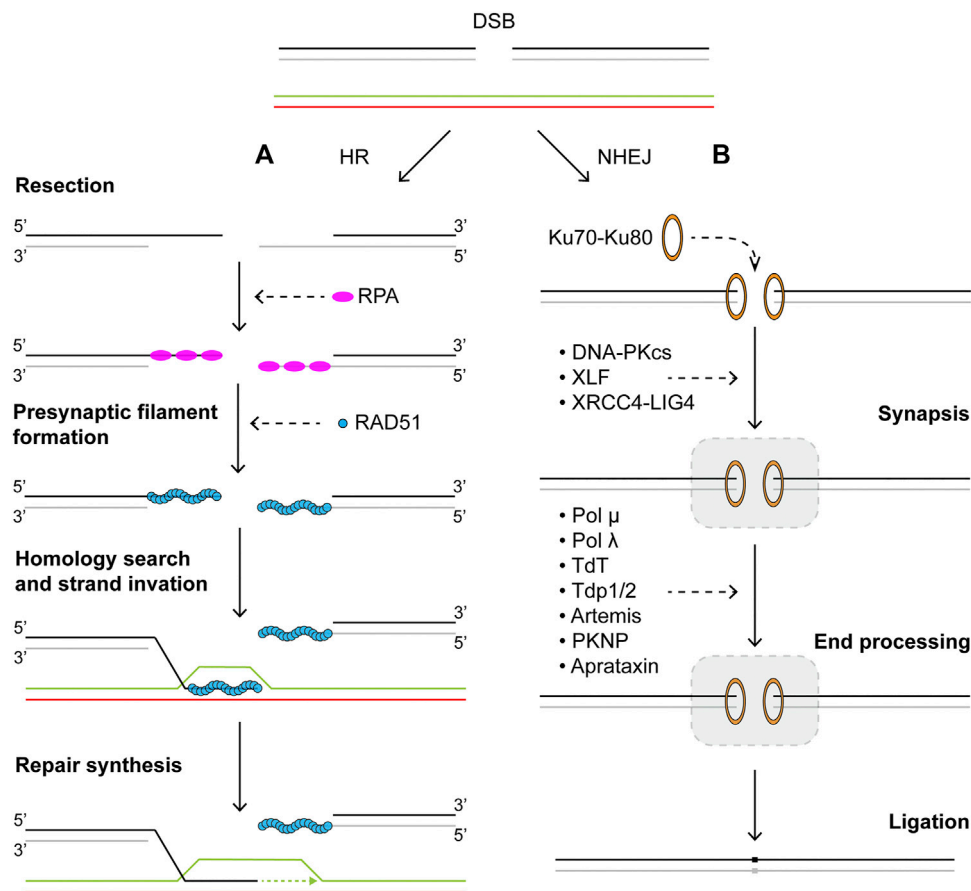 DSB
A
HR
NHEJ
B
Resection
5’
3’
3’
5’
RPA
5’
3’
3’
5’
Presynaptic filament
formation
RAD51
5’
3’
3’
5’
Homology search
and strand invation
5’
3’
3’
5’
Repair synthesis
5’
3’
3’
5’
Ku70-Ku80
• DNA-PKcs
• XLF
• XRCC4-LIG4
Synapsis
• Pol μ
• Pol λ
• TdT
• Tdp1/2
• Artemis
• PKNP
• Aprataxin
End processing
Ligation